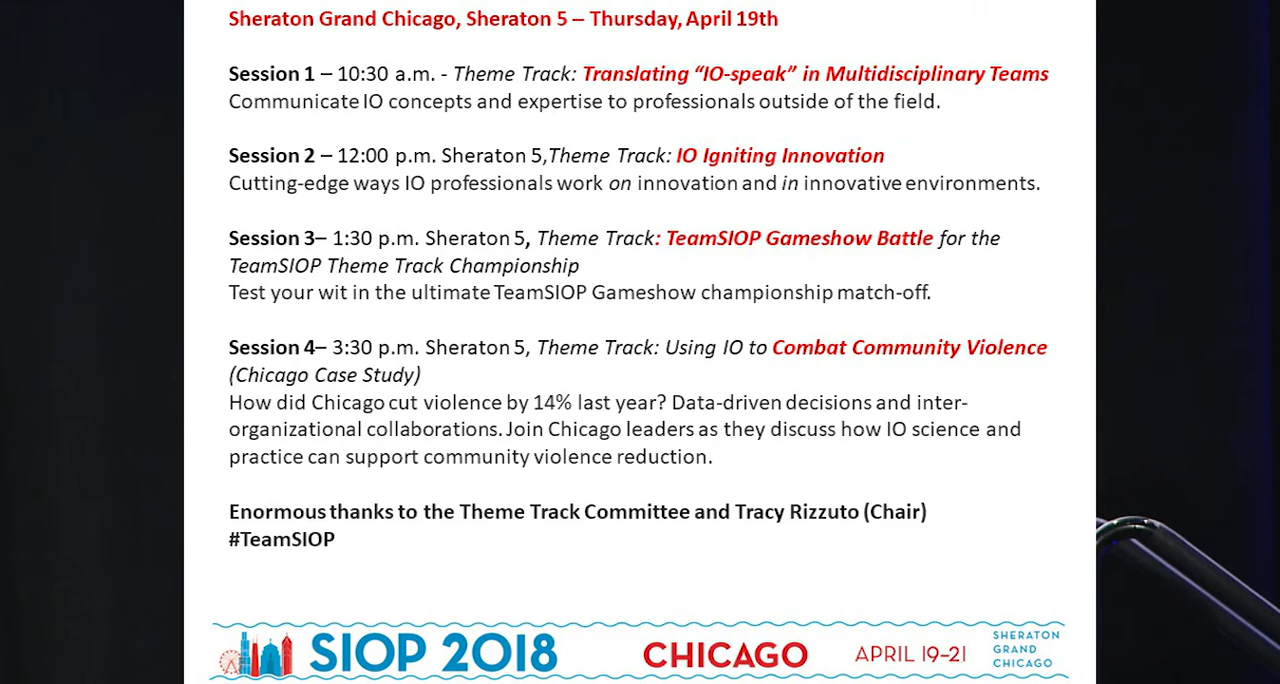 Sheraton Grand Chicago, Sheraton 5 – Thursday, April 19th
Session 1 – 10:30 a.m. - Theme Track: Translating “IO-speak” in Multidisciplinary Teams
Communicate IO concepts and expertise to professionals outside of the field.
Session 2 – 12:00 p.m. Sheraton 5,Theme Track: IO Igniting Innovation
Cutting-edge ways IO professionals work on innovation and in innovative environments.
Session 3– 1:30 p.m. Sheraton 5, Theme Track: TeamSIOP Gameshow Battle for the
TeamSIOP Theme Track Championship
Test your wit in the ultimate TeamSIOP Gameshow championship match-off.
Session 4– 3:30 p.m. Sheraton 5, Theme Track: Using IO to Combat Community Violence
(Chicago Case Study)
How did Chicago cut violence by 14% last year? Data-driven decisions and inter-
organizational collaborations. Join Chicago leaders as they discuss how IO science and
practice can support community violence reduction.
Enormous thanks to the Theme Track Committee and Tracy Rizzuto (Chair)
#TeamSIOP
SIOP 2018 CHICAGO APRIL 19–21 SHERATON
GRAND
CHICAGO